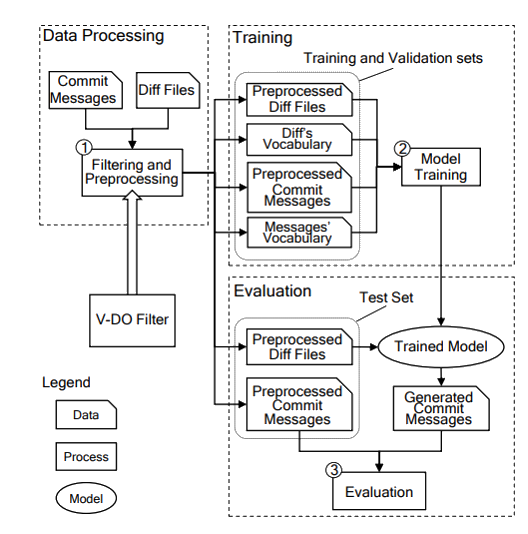 Data Processing
Commit
Messages
Diff Files
1
Filtering and
Preprocessing
V-DO Filter
Legend
Data
Process
Model
Training
Training and Validation sets
Preprocessed
Diff Files
Diff's
Vocabulary
Preprocessed
Commit
Messages
Messages'
Vocabulary
2
Model
Training
Evaluation
Test Set
Preprocessed
Diff Files
Trained Model
Preprocessed
Commit
Messages
Generated
Commit
Messages
3
Evaluation